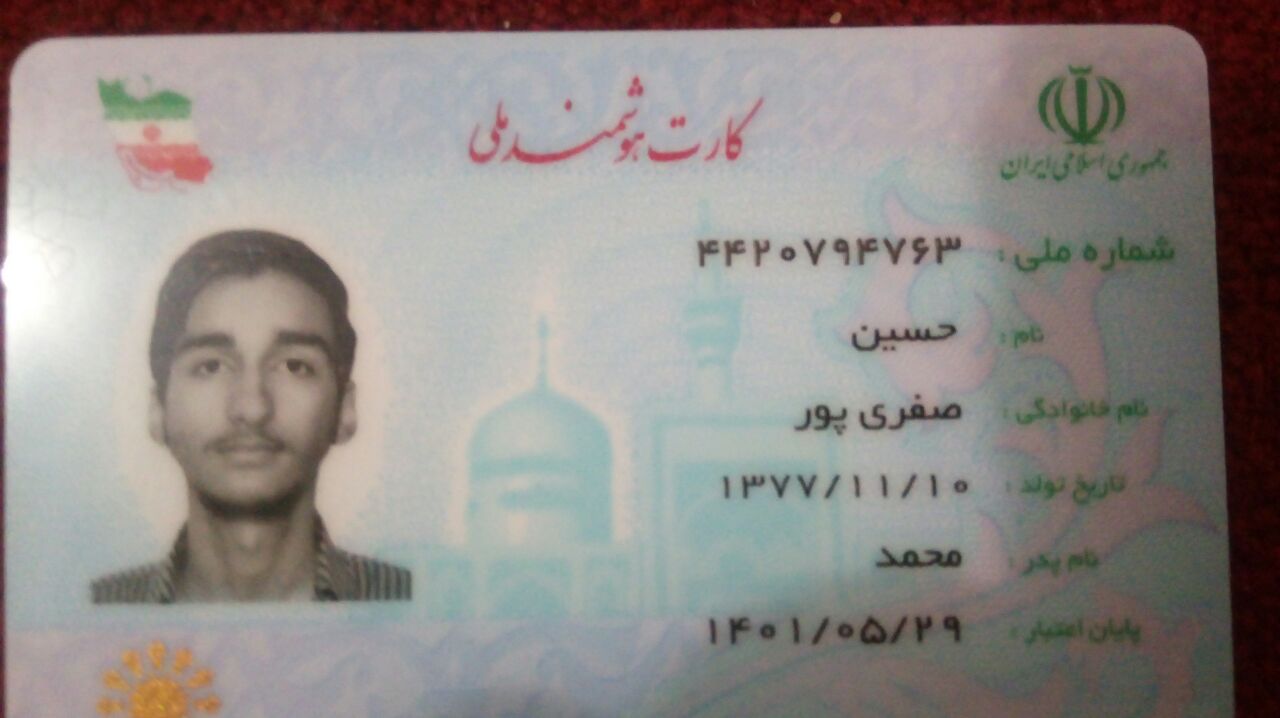 کارت هوشمند ملی
جمهوری اسلامی ایران
شماره ملی : ۴۴۲۰۷۹۴۷۶۳
نام : حسین
نام خانوادگی : صفری پور
تاریخ تولد : ۱۳۷۷/۱۱/۱۰
نام پدر : محمد
پایان اعتبار : ۱۴۰۱/۰۵/۲۹